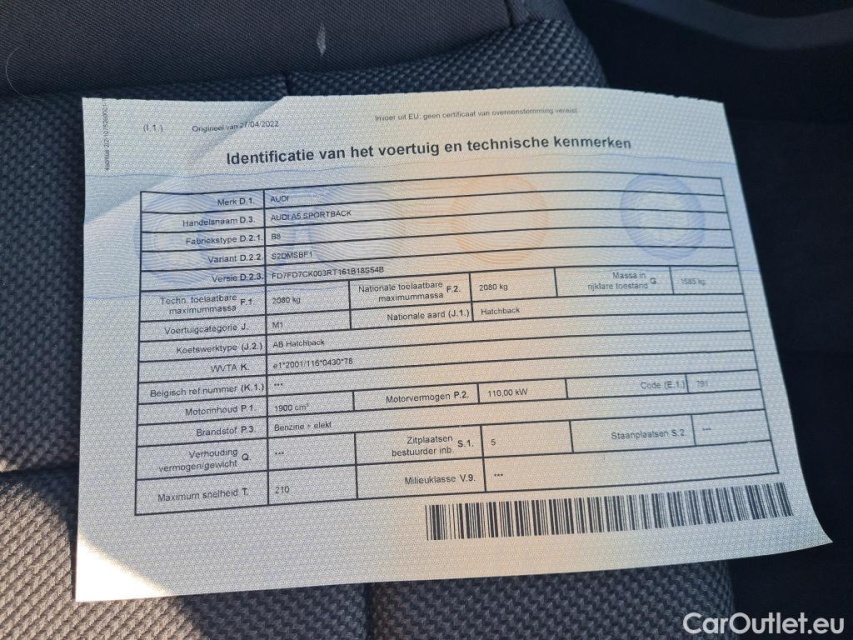 (I.1) Origineel van 27/04/2022 Invoer uit EU. geen certificaat van overeenstemming vereist
Identificatie van het voertuig en technische kenmerken
Merk D.1. AUDI
Handelsnaam D.3. AUDI A5 SPORTBACK
Fabriekstype D.2.1. B8
Variant D.2.2. S2DMSBF1
Versie D.2.3.
Techn. toelaatbare maximummassa F.1. 2080 kg Nationale toelaatbare maximummassa F.2. 2080 kg Massa in rijklare toestand G.
Voertuigcategorie J. M1 Nationale aard (J.1.) Hatchback
Koetswerktype (J.2.) AB Hatchback
WVTA K. e1*2001/116*0430*78
Belgisch ref nummer (K.1.) ---
Motorinhoud P.1. 1900 cm³ Motorvermogen P.2. 110,00 kW Code (E.1.)
Brandstof P.3. Benzine + elekt
Verhouding vermogen/gewicht Q. --- Zitplaatsen bestuurder inb. S.1. 5 Staanplaatsen S.2. ---
Maximum snelheid T. 210 Milieuklasse V.9. ---
CarOutlet.eu